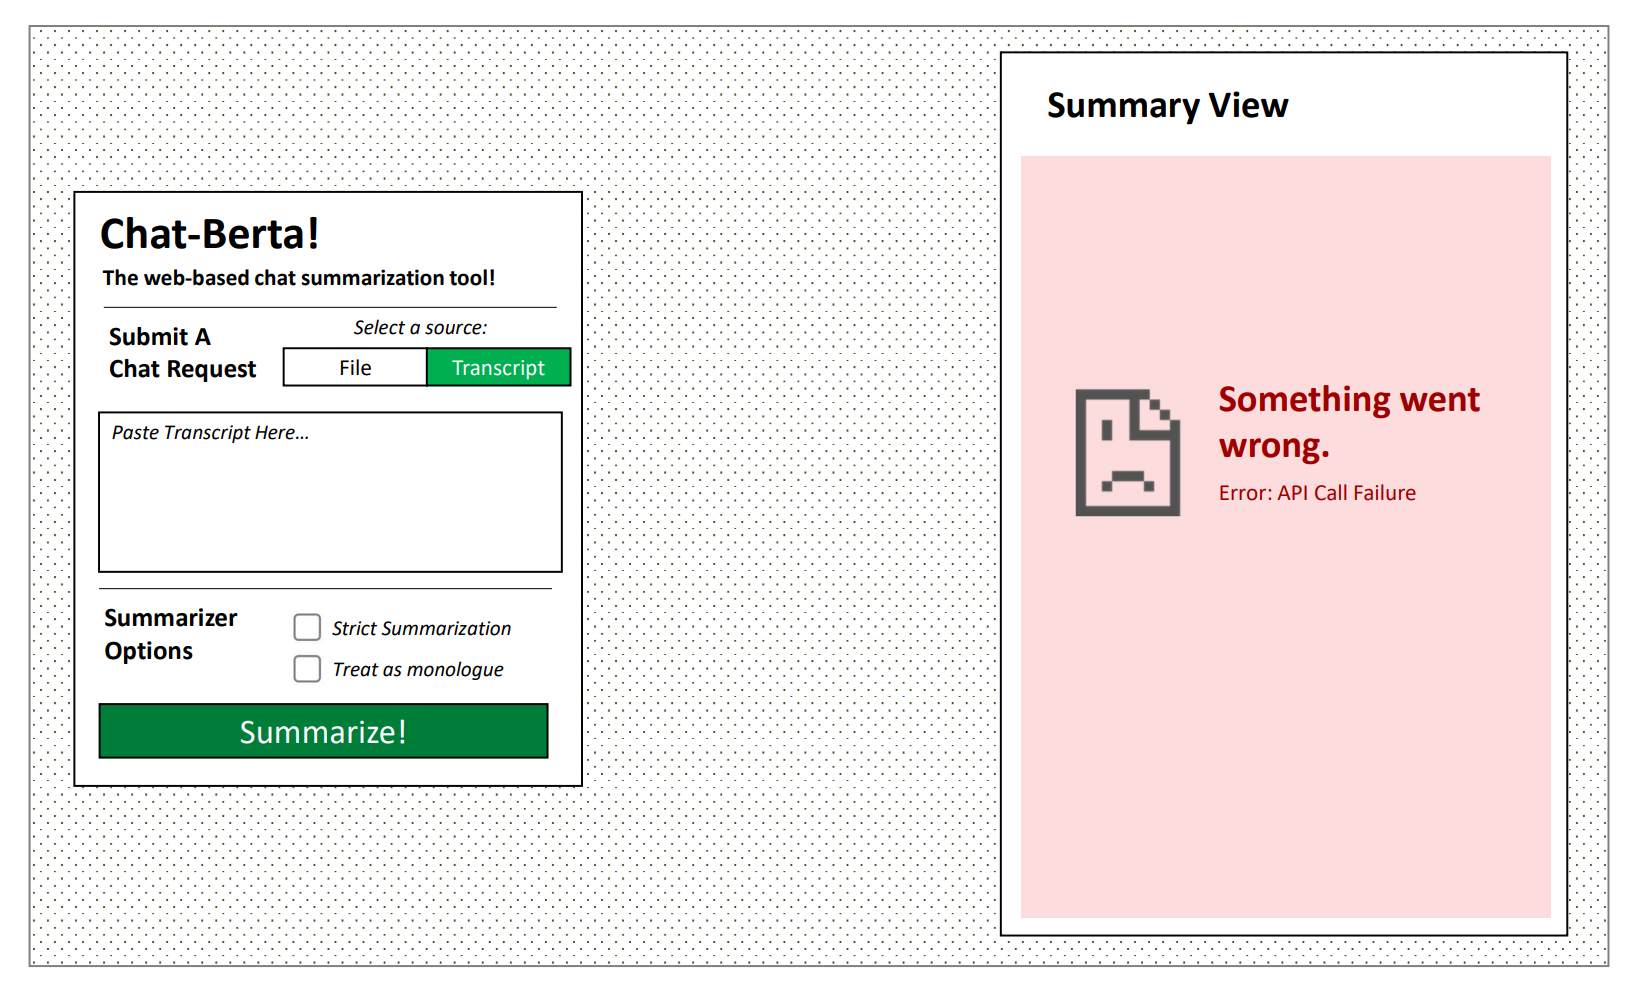 Chat-Berta!
The web-based chat summarization tool!
Submit A
Chat Request
Select a source:
File
Transcript
Paste Transcript Here...
Summarizer
Options
Strict Summarization
Treat as monologue
Summarize!
Summary View
Something went
wrong.
Error: API Call Failure